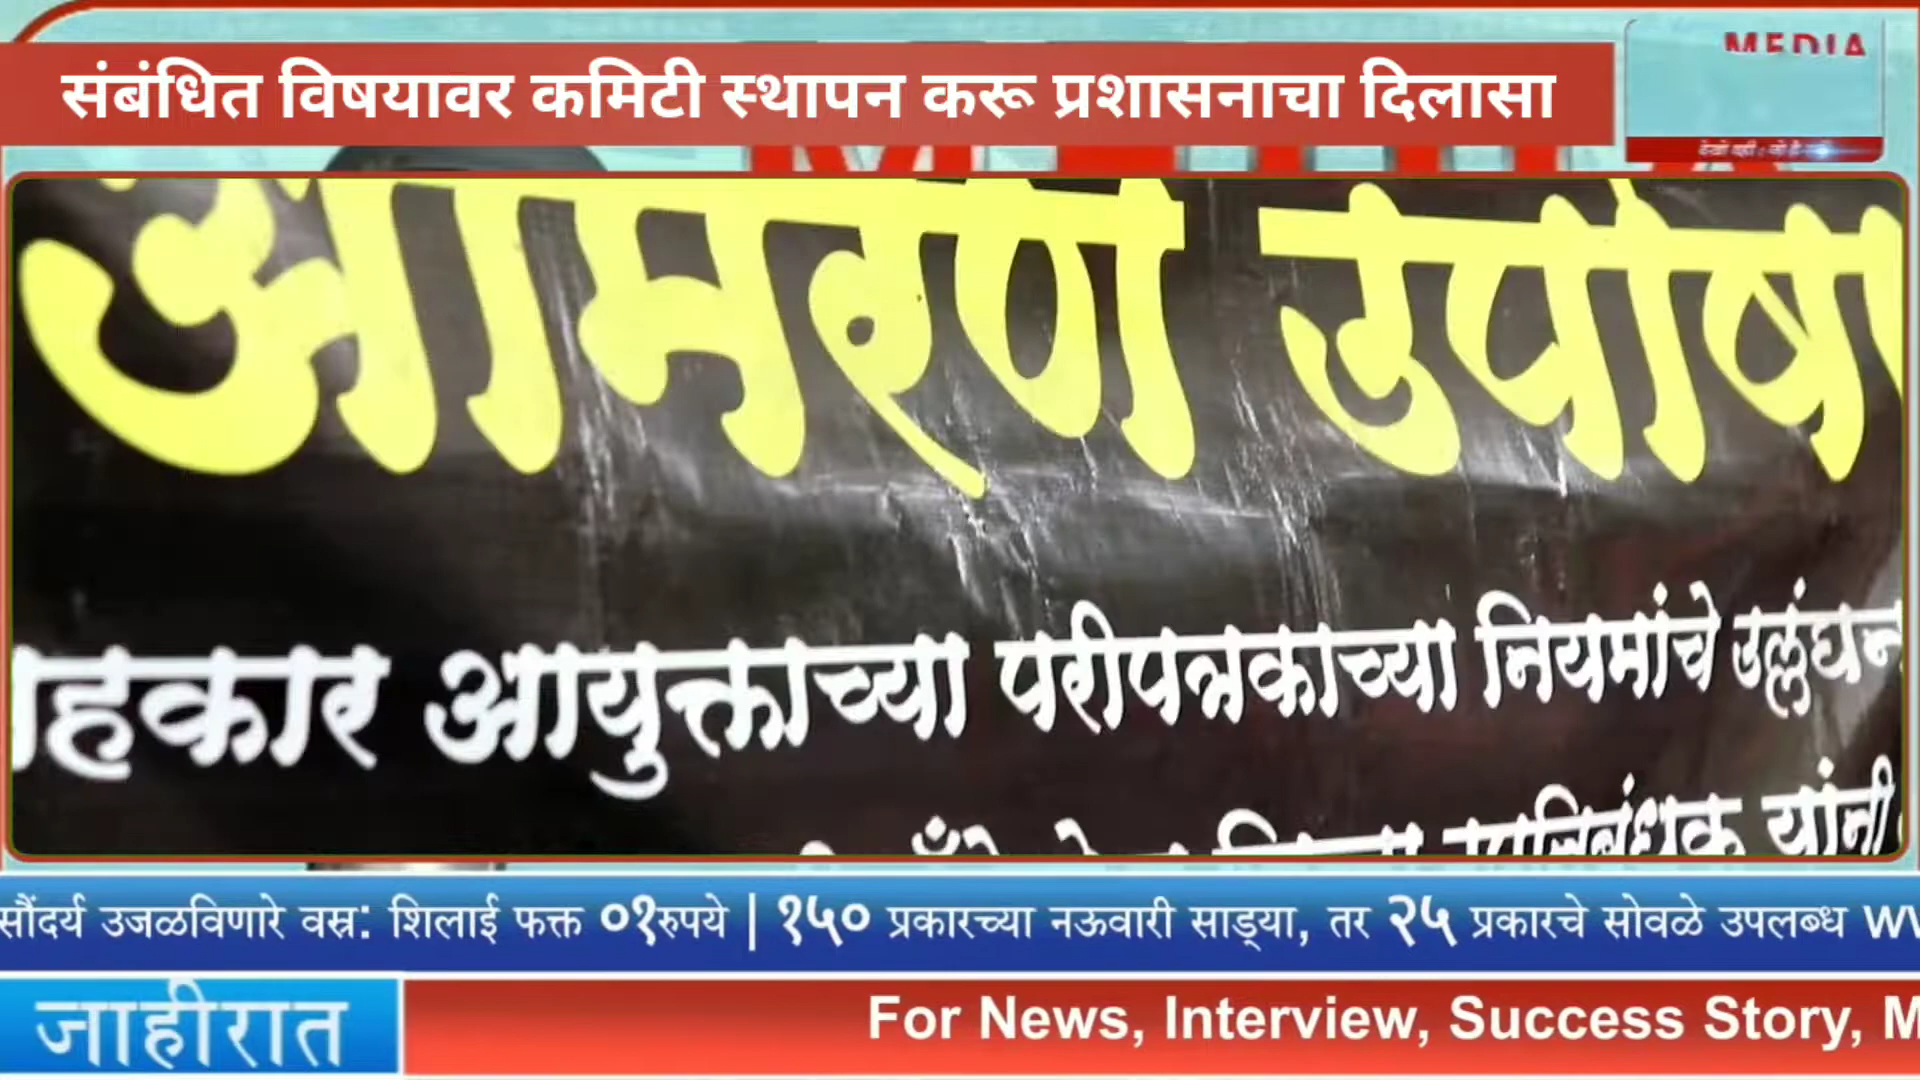 संबंधित विषयावर कमिटी स्थापन करू प्रशासनाचा दिलासा
MEDIA
आमरण उपोष
हकार आयुक्ताच्या परीपत्रकाच्या नियमांचे उल्लंघन
उपनिबंधक यांनी
सौंदर्य उजळविणारे वस्र: शिलाई फक्त ०१रुपये | १५० प्रकारच्या नऊवारी साड्या, तर २५ प्रकारचे सोवळे उपलब्ध
जाहीरात
For News, Interview, Success Story,